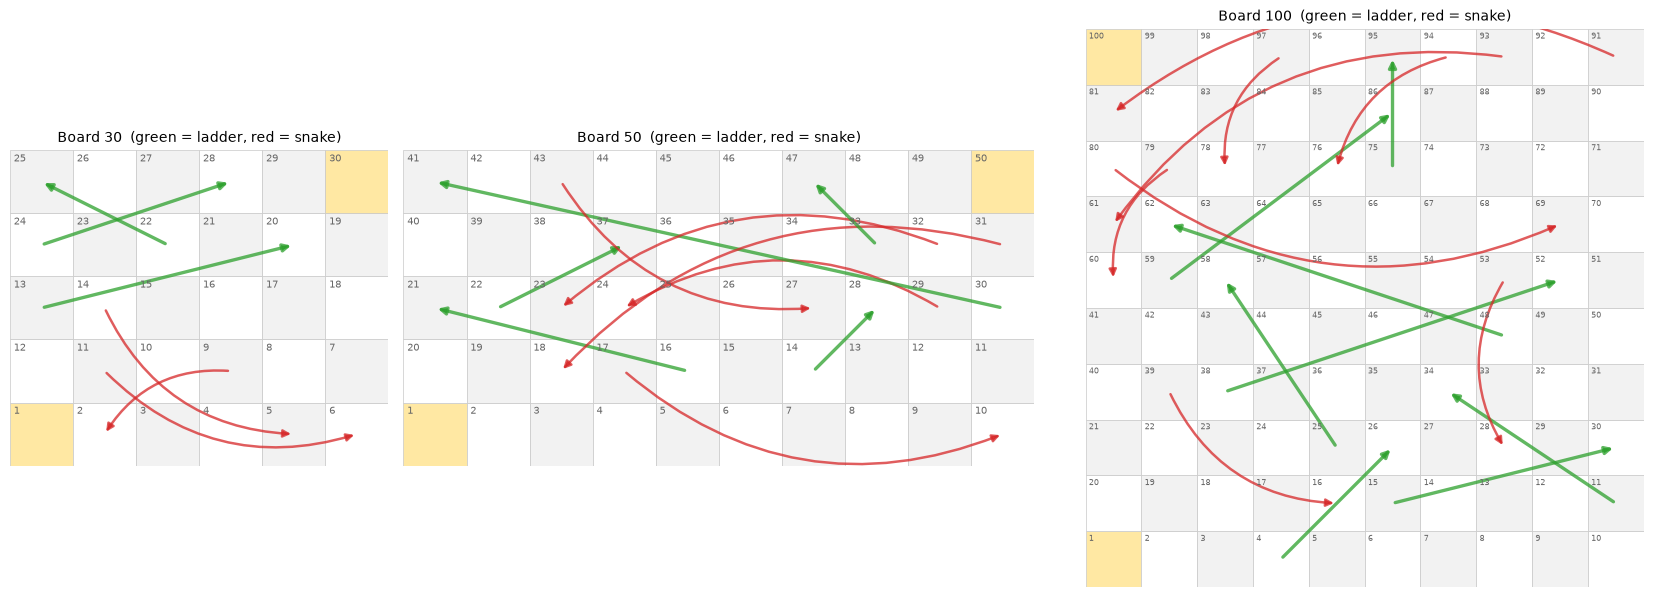 Board 30  (green = ladder, red = snake)
25 26 27 28 29 30
24 23 22 21 20 19
13 14 15 16 17 18
12 11 10 9 8 7
1 2 3 4 5 6
Board 50  (green = ladder, red = snake)
41 42 43 44 45 46 47 48 49 50
40 39 38 37 36 35 34 33 32 31
21 22 23 24 25 26 27 28 29 30
20 19 18 17 16 15 14 13 12 11
1 2 3 4 5 6 7 8 9 10
Board 100  (green = ladder, red = snake)
100 99 98 97 96 95 94 93 92 91
81 82 83 84 85 86 87 88 89 90
80 79 78 77 76 75 74 73 72 71
61 62 63 64 65 66 67 68 69 70
60 59 58 57 56 55 54 53 52 51
41 42 43 44 45 46 47 48 49 50
40 39 38 37 36 35 34 33 32 31
21 22 23 24 25 26 27 28 29 30
20 19 18 17 16 15 14 13 12 11
1 2 3 4 5 6 7 8 9 10